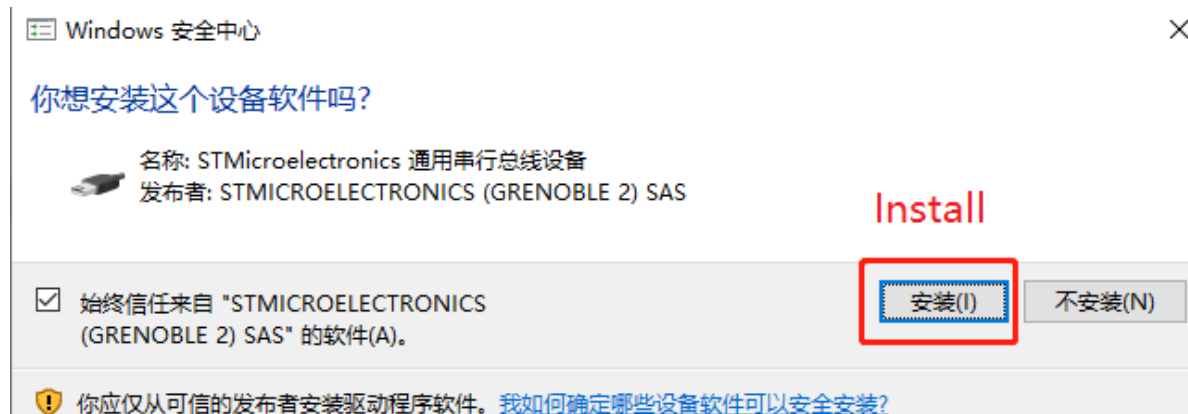 Windows 安全中心
你想安装这个设备软件吗?
名称: STMicroelectronics 通用串行总线设备
发布者: STMICROELECTRONICS (GRENOBLE 2) SAS
Install
始终信任来自 "STMICROELECTRONICS
(GRENOBLE 2) SAS" 的软件(A)。
安装(I)
不安装(N)
你应仅从可信的发布者安装驱动程序软件。我如何确定哪些设备软件可以安全安装?